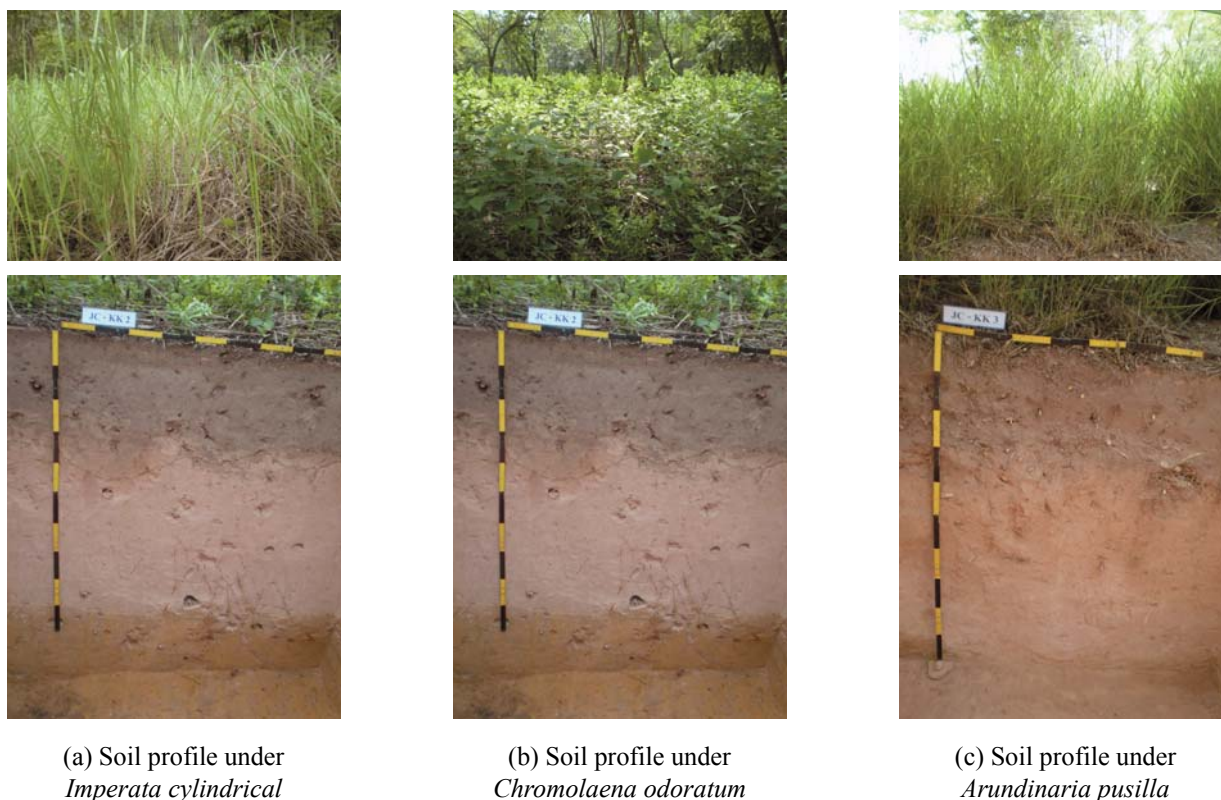 JC - KK 2
JC - KK 2
JC - KK 3
(a) Soil profile under
Imperata cylindrical
(b) Soil profile under
Chromolaena odoratum
(c) Soil profile under
Arundinaria pusilla